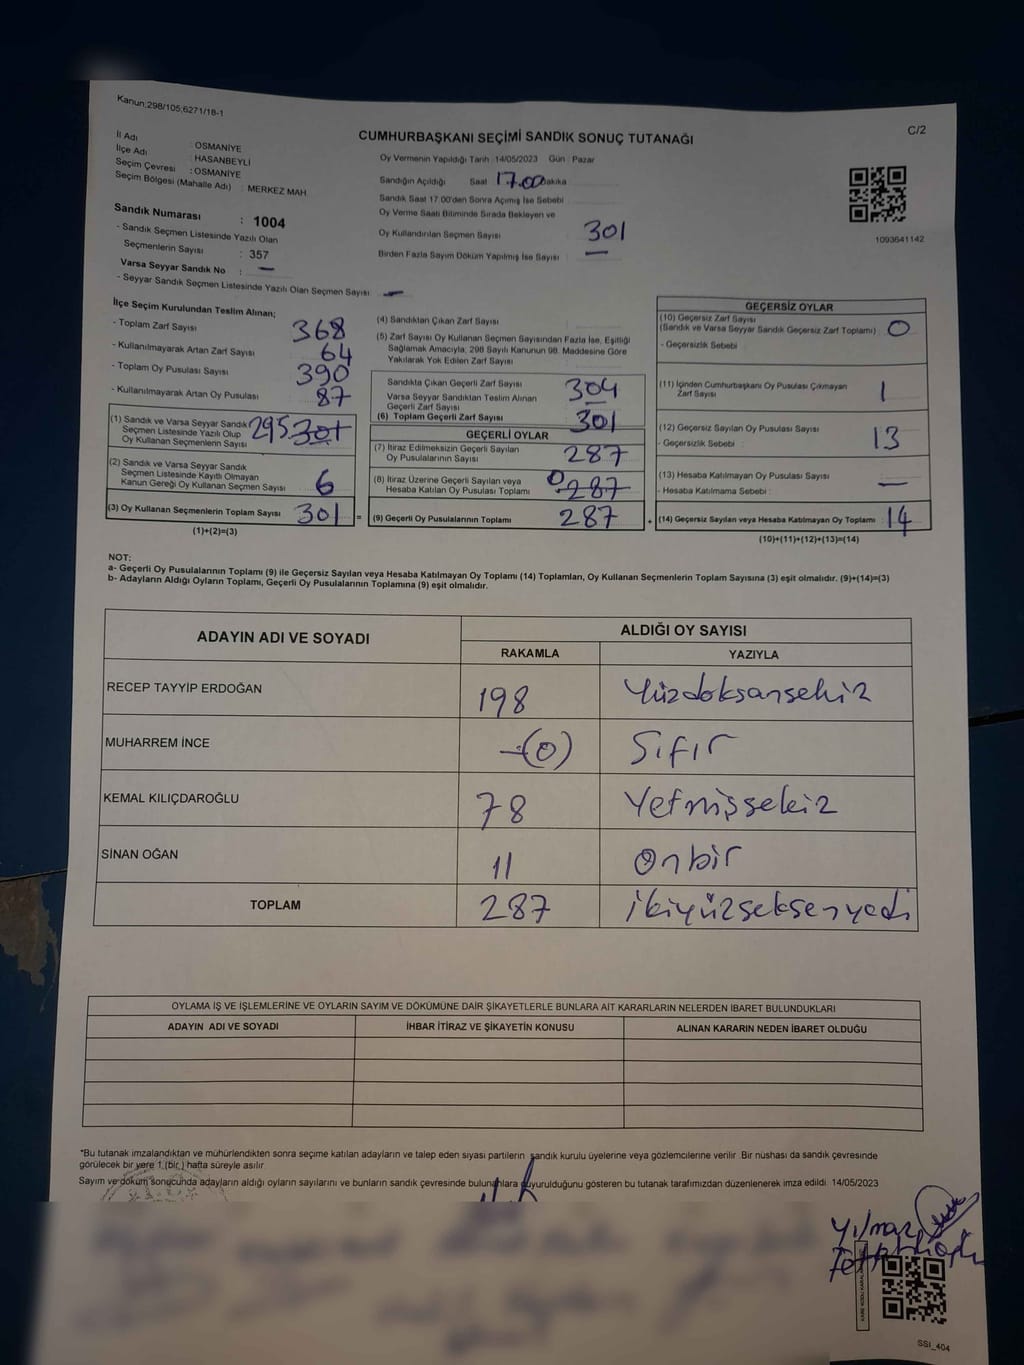 Kanun;298/105;6271/18-1
C/2
CUMHURBAŞKANI SEÇİMİ SANDIK SONUÇ TUTANAĞI
İl Adı : OSMANİYE
İlçe Adı : HASANBEYLİ
Seçim Çevresi : OSMANİYE
Seçim Bölgesi (Mahalle Adı) : MERKEZ MAH.
Sandık Numarası : 1004
- Sandık Seçmen Listesinde Yazılı Olan
Seçmenlerin Sayısı : 357
Varsa Seyyar Sandık No : —
- Seyyar Sandık Seçmen Listesinde Yazılı Olan Seçmen Sayısı —
Oy Vermenin Yapıldığı Tarih :14/05/2023 Gün : Pazar
Sandığın Açıldığı Saat 17.00 Dakika
Sandık Saat 17.00'den Sonra Açılmış İse Sebebi
Oy Verme Saati Bitiminde Sırada Bekleyen ve
Oy Kullandırılan Seçmen Sayısı 301
Birden Fazla Sayım Döküm Yapılmış İse Sayısı —
1093641142
İlçe Seçim Kurulundan Teslim Alınan;
- Toplam Zarf Sayısı 368
- Kullanılmayarak Artan Zarf Sayısı 64
- Toplam Oy Pusulası Sayısı 390
- Kullanılmayarak Artan Oy Pusulası 87
(1) Sandık ve Varsa Seyyar Sandık
Seçmen Listesinde Yazılı Olup
Oy Kullanan Seçmenlerin Sayısı 295 301
(2) Sandık ve Varsa Seyyar Sandık
Seçmen Listesinde Kayıtlı Olmayan
Kanun Gereği Oy Kullanan Seçmen Sayısı 6
(3) Oy Kullanan Seçmenlerin Toplam Sayısı 301 =
(1)+(2)=(3)
(4) Sandıktan Çıkan Zarf Sayısı
(5) Zarf Sayısı Oy Kullanan Seçmen Sayısından Fazla İse, Eşitliği
Sağlamak Amacıyla, 298 Sayılı Kanunun 98. Maddesine Göre
Yakılarak Yok Edilen Zarf Sayısı
Sandıkta Çıkan Geçerli Zarf Sayısı 304
Varsa Seyyar Sandıktan Teslim Alınan
Geçerli Zarf Sayısı —
(6) Toplam Geçerli Zarf Sayısı 301
GEÇERLİ OYLAR
(7) İtiraz Edilmeksizin Geçerli Sayılan
Oy Pusulalarının Sayısı 287
(8) İtiraz Üzerine Geçerli Sayılan veya
Hesaba Katılan Oy Pusulası Toplamı 0 287
(9) Geçerli Oy Pusulalarının Toplamı 287 +
GEÇERSİZ OYLAR
(10) Geçersiz Zarf Sayısı
(Sandık ve Varsa Seyyar Sandık Geçersiz Zarf Toplamı) : 0
- Geçersizlik Sebebi :
(11) İçinden Cumhurbaşkanı Oy Pusulası Çıkmayan
Zarf Sayısı 1
(12) Geçersiz Sayılan Oy Pusulası Sayısı 13
- Geçersizlik Sebebi :
(13) Hesaba Katılmayan Oy Pusulası Sayısı —
- Hesaba Katılmama Sebebi :
(14) Geçersiz Sayılan veya Hesaba Katılmayan Oy Toplamı : 14
(10)+(11)+(12)+(13)=(14)
NOT:
a- Geçerli Oy Pusulalarının Toplamı (9) ile Geçersiz Sayılan veya Hesaba Katılmayan Oy Toplamı (14) Toplamları, Oy Kullanan Seçmenlerin Toplam Sayısına (3) eşit olmalıdır. (9)+(14)=(3)
b- Adayların Aldığı Oyların Toplamı, Geçerli Oy Pusulalarının Toplamına (9) eşit olmalıdır.
ADAYIN ADI VE SOYADI
ALDIĞI OY SAYISI
RAKAMLA YAZIYLA
RECEP TAYYİP ERDOĞAN 198 Yüzdoksansekiz
MUHARREM İNCE –(0) Sıfır
KEMAL KILIÇDAROĞLU 78 Yetmişsekiz
SİNAN OĞAN 11 Onbir
TOPLAM 287 ikiyüzseksenyedi
OYLAMA İŞ VE İŞLEMLERİNE VE OYLARIN SAYIM VE DÖKÜMÜNE DAİR ŞİKAYETLERLE BUNLARA AİT KARARLARIN NELERDEN İBARET BULUNDUKLARI
ADAYIN ADI VE SOYADI İHBAR İTİRAZ VE ŞİKAYETİN KONUSU ALINAN KARARIN NEDEN İBARET OLDUĞU
*Bu tutanak imzalandıktan ve mühürlendikten sonra seçime katılan adayların ve talep eden siyasi partilerin sandık kurulu üyelerine veya gözlemcilerine verilir. Bir nüshası da sandık çevresinde
görülecek bir yere 1 (bir) hafta süreyle asılır.
Sayım ve döküm sonucunda adayların aldığı oyların sayılarını ve bunların sandık çevresinde bulunanlara duyurulduğunu gösteren bu tutanak tarafımızdan düzenlenerek imza edildi. 14/05/2023
Yılmaz
SSI_404